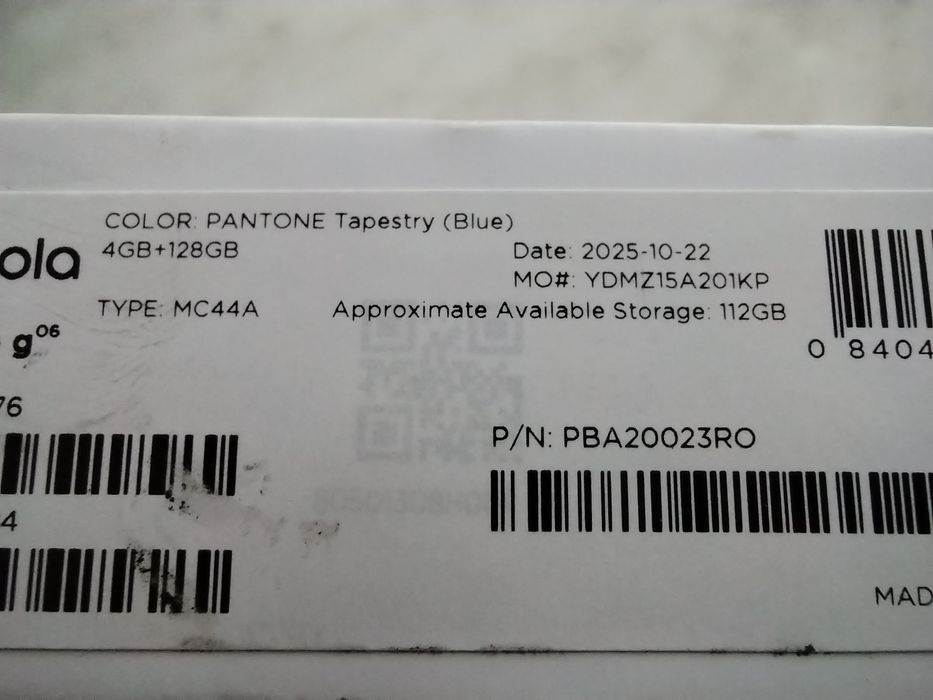 COLOR: PANTONE Tapestry (Blue)
ola 4GB+128GB
Date: 2025-10-22
MO#: YDMZ15A201KP
TYPE: MC44A
Approximate Available Storage: 112GB
g06
0 8404
76
P/N: PBA20023RO
4
MAD